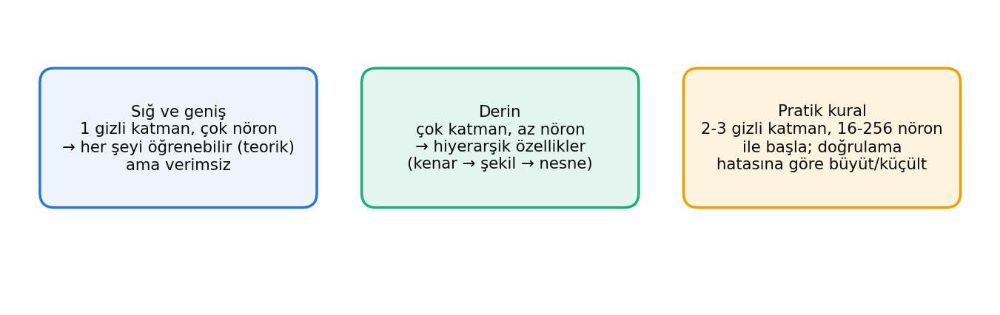 Sığ ve geniş
1 gizli katman, çok nöron
→ her şeyi öğrenebilir (teorik)
ama verimsiz
Derin
çok katman, az nöron
→ hiyerarşik özellikler
(kenar → şekil → nesne)
Pratik kural
2-3 gizli katman, 16-256 nöron
ile başla; doğrulama
hatasına göre büyüt/küçült